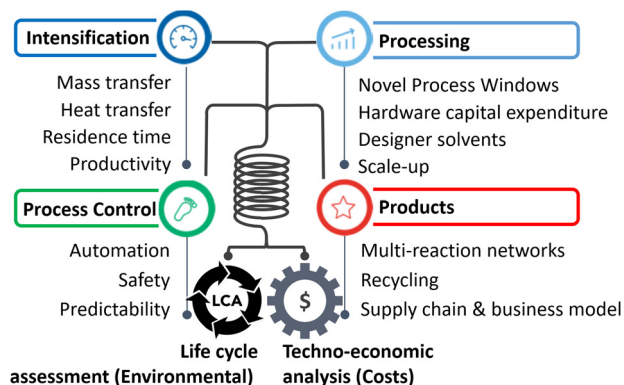 Intensification
Mass transfer
Heat transfer
Residence time
Productivity
Processing
Novel Process Windows
Hardware capital expenditure
Designer solvents
Scale-up
Process Control
Automation
Safety
Predictability
Products
Multi-reaction networks
Recycling
Supply chain & business model
LCA
$
Life cycle
assessment (Environmental)
Techno-economic
analysis (Costs)